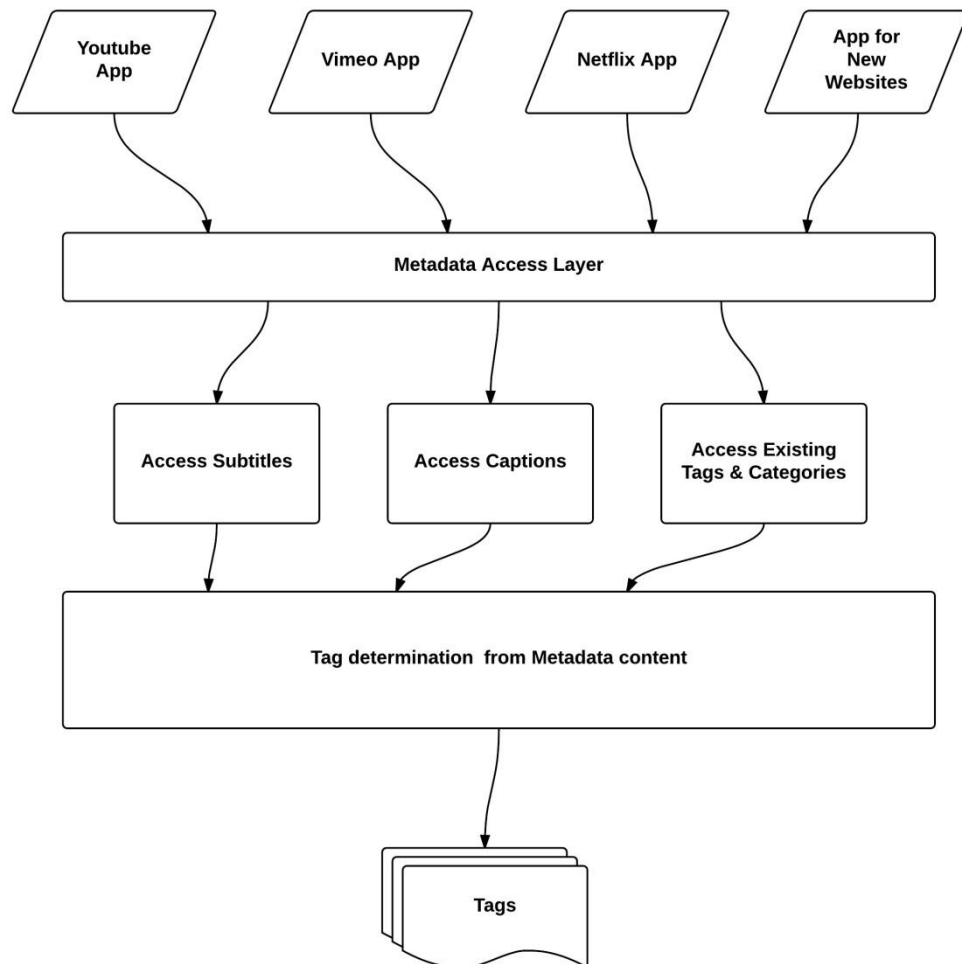 Youtube
App
Vimeo App
Netflix App
App for
New
Websites
Metadata Access Layer
Access Subtitles
Access Captions
Access Existing
Tags & Categories
Tag determination from Metadata content
Tags